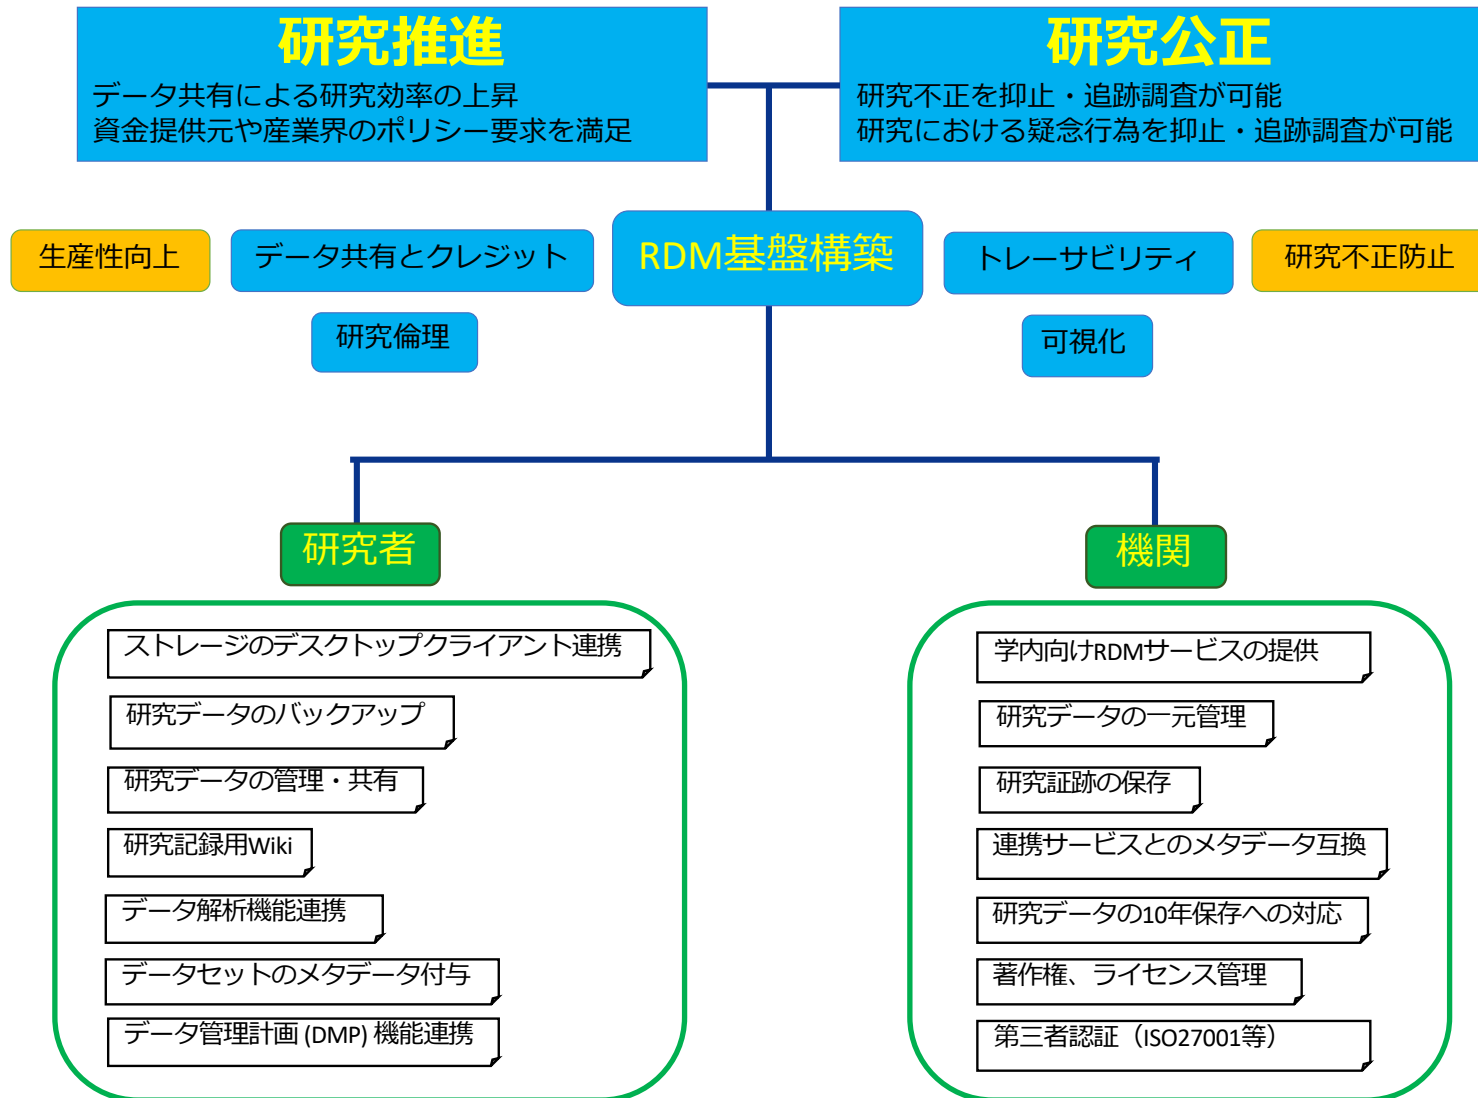 研究推進
データ共有による研究効率の上昇
資金提供元や産業界のポリシー要求を満足
研究公正
研究不正を抑止・追跡調査が可能
研究における疑念行為を抑止・追跡調査が可能
生産性向上
データ共有とクレジット
RDM基盤構築
トレーサビリティ
研究不正防止
研究倫理
可視化
研究者
ストレージのデスクトップクライアント連携
研究データのバックアップ
研究データの管理・共有
研究記録用Wiki
データ解析機能連携
データセットのメタデータ付与
データ管理計画 (DMP) 機能連携
機関
学内向けRDMサービスの提供
研究データの一元管理
研究証跡の保存
連携サービスとのメタデータ互換
研究データの10年保存への対応
著作権、ライセンス管理
第三者認証（ISO27001等）